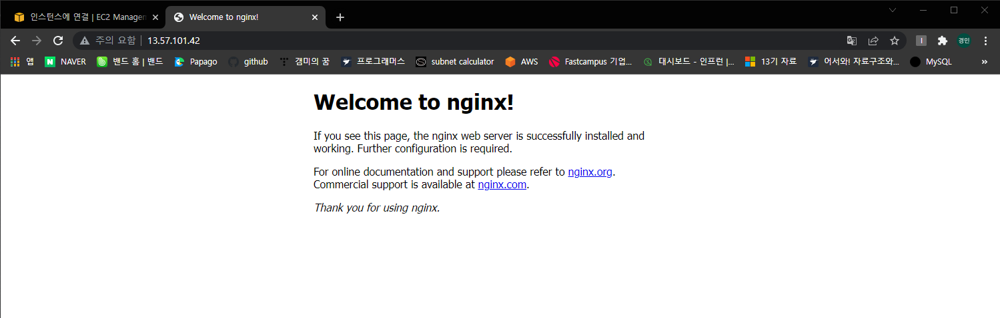 인스턴스에 연결 | EC2 Managen
Welcome to nginx!
주의 요함 | 13.57.101.42
경민
앱 NAVER 밴드 홈 | 밴드 Papago github 갬미의 꿈 프로그래머스 subnet calculator AWS Fastcampus 기업... 대시보드 - 인프런 |... 13기 자료 어서와! 자료구조와... MySQL »
Welcome to nginx!
If you see this page, the nginx web server is successfully installed and
working. Further configuration is required.
For online documentation and support please refer to nginx.org.
Commercial support is available at nginx.com.
Thank you for using nginx.